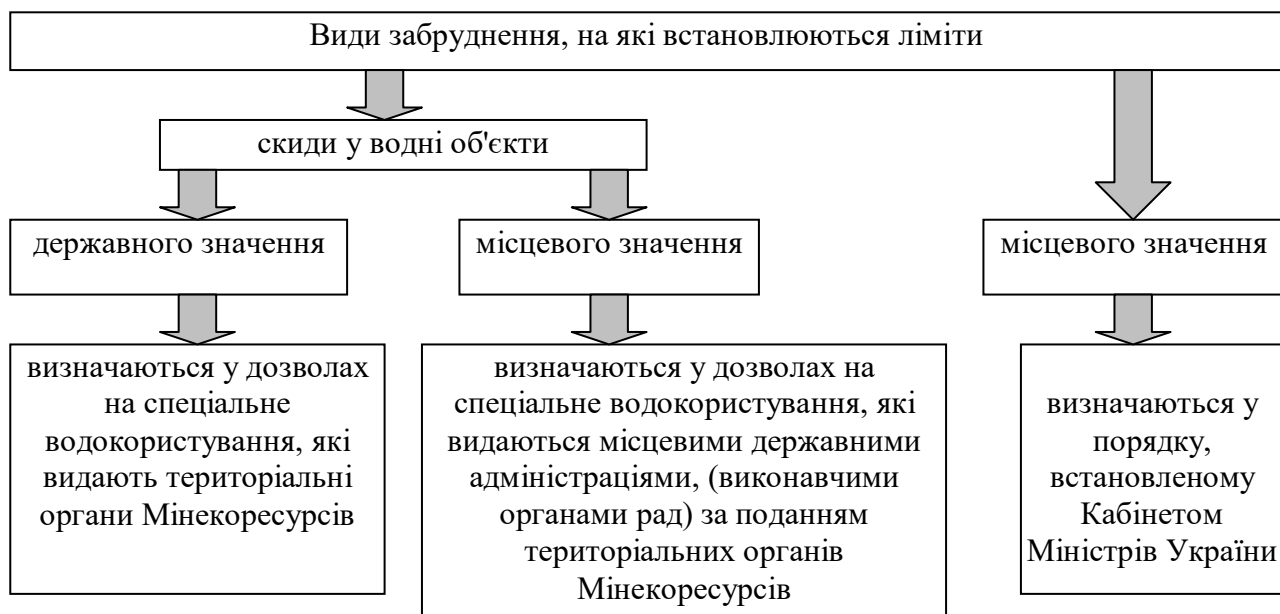 Види забруднення, на які встановлюються ліміти
скиди у водні об'єкти
державного значення
місцевого значення
місцевого значення
визначаються у дозволах
на спеціальне
водокористування, які
видають територіальні
органи Мінекоресурсів
визначаються у дозволах на
спеціальне водокористування, які
видаються місцевими державними
адміністраціями, (виконавчими
органами рад) за поданням
територіальних органів
Мінекоресурсів
визначаються у
порядку,
встановленому
Кабінетом
Міністрів України